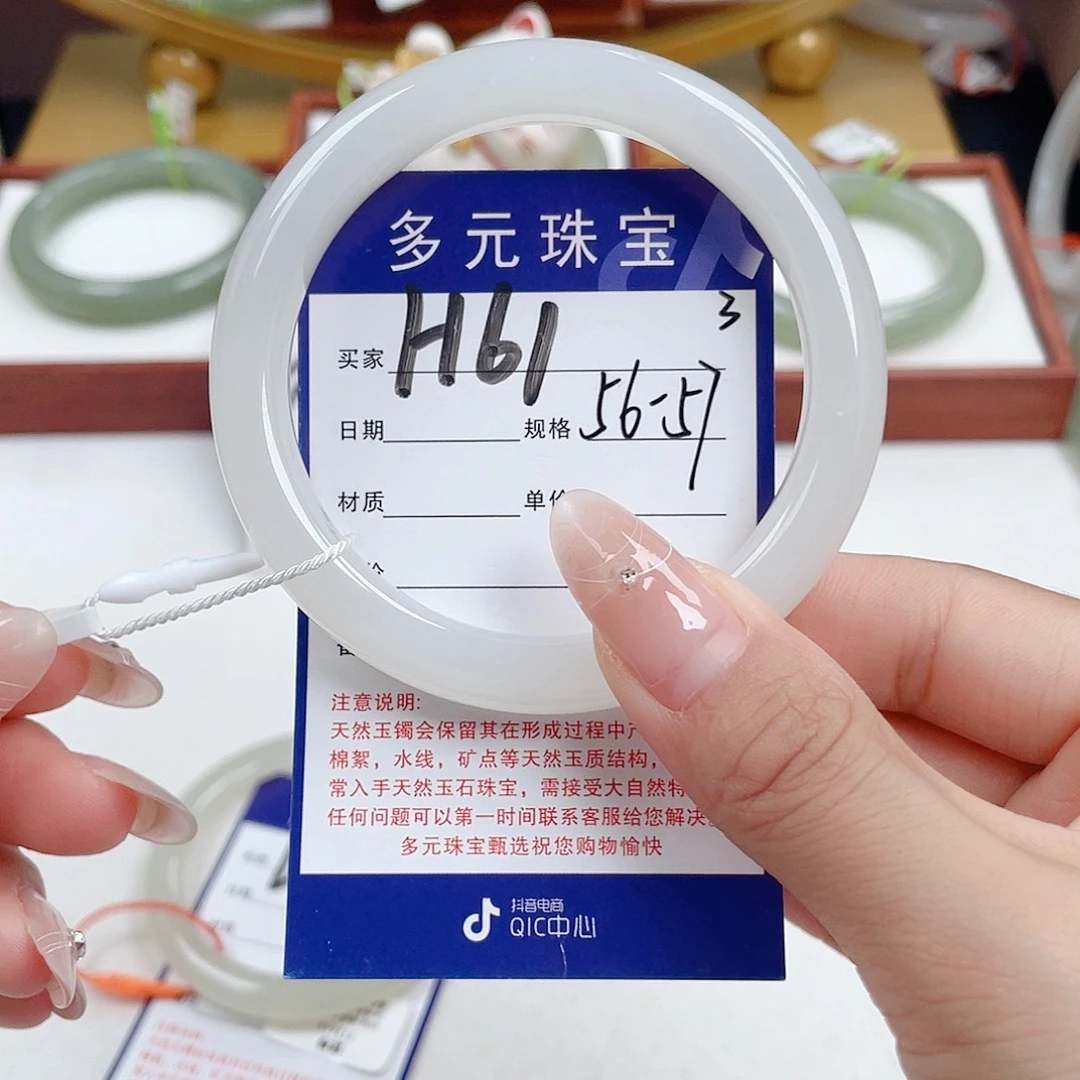 多元珠宝
3
买家 H61
日期 规格 56-57
材质 单价
注意说明:
天然玉镯会保留其在形成过程中
棉絮，水线，矿点等天然玉质结构，
常入手天然玉石珠宝，需接受大自然特
任何问题可以第一时间联系客服给您解决
多元珠宝甄选祝您购物愉快
抖音电商
QIC中心